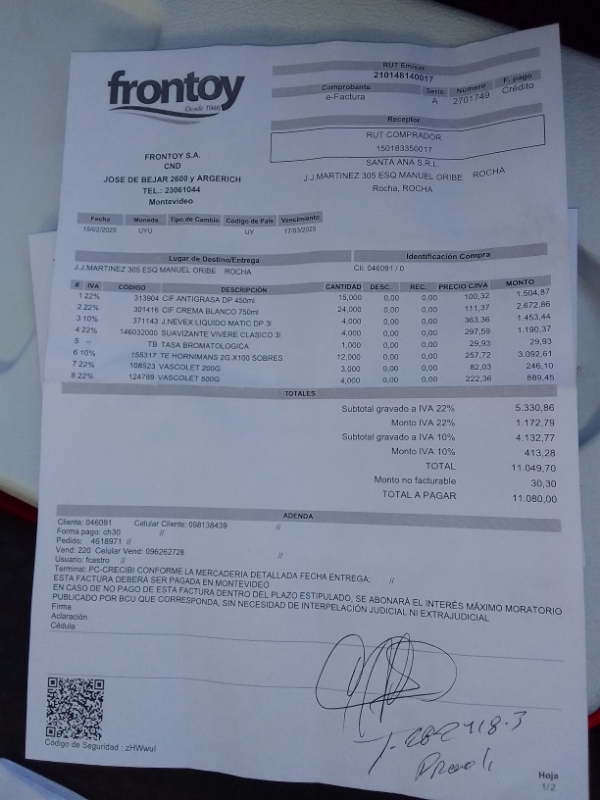 frontoy
Desde 1946
RUT Emisor
210148140017
Comprobante Serie Número F. pago
e-Factura A 2701749 Crédito
Receptor
RUT COMPRADOR
150183350017
SANTA ANA S.R.L.
J.J.MARTINEZ 305 ESQ MANUEL ORIBE ROCHA
Rocha, ROCHA
FRONTOY S.A.
CND
JOSE DE BEJAR 2600 y ARGERICH
TEL.: 23061044
Montevideo
Fecha Moneda Tipo de Cambio Código de País Vencimiento
15/02/2025 UYU UY 17/03/2025
Lugar de Destino/Entrega Identificación Compra
J.J.MARTINEZ 305 ESQ MANUEL ORIBE ROCHA Cli: 046091 / 0
# IVA CÓDIGO DESCRIPCIÓN CANTIDAD DESC. REC. PRECIO C/IVA MONTO
1 22% 313904 CIF ANTIGRASA DP 450ml 15,000 0,00 0,00 100,32 1.504,87
2 22% 301416 CIF CREMA BLANCO 750ml 24,000 0,00 0,00 111,37 2.672,86
3 10% 371143 J.NEVEX LIQUIDO MATIC DP 3l 4,000 0,00 0,00 363,36 1.453,44
4 22% 146032000 SUAVIZANTE VIVERE CLASICO 3l 4,000 0,00 0,00 297,59 1.190,37
5 -- TB TASA BROMATOLOGICA 1,000 0,00 0,00 29,93 29,93
6 10% 155317 TE HORNIMANS 2G.X100 SOBRES 12,000 0,00 0,00 257,72 3.092,61
7 22% 108523 VASCOLET 200G 3,000 0,00 0,00 82,03 246,10
8 22% 124789 VASCOLET 800G 4,000 0,00 0,00 222,36 889,45
TOTALES
Subtotal gravado a IVA 22% 5.330,86
Monto IVA 22% 1.172,79
Subtotal gravado a IVA 10% 4.132,77
Monto IVA 10% 413,28
TOTAL 11.049,70
Monto no facturable 30,30
TOTAL A PAGAR 11.080,00
ADENDA
Cliente: 046091 Celular Cliente: 098138439 //
Forma pago: ch30 //
Pedido: 4618971 //
Vend: 220 Celular Vend: 096262728 //
Usuario: fcastro //
Terminal: PC-CRECIBI CONFORME LA MERCADERIA DETALLADA FECHA ENTREGA: //
ESTA FACTURA DEBERÁ SER PAGADA EN MONTEVIDEO
EN CASO DE NO PAGO DE ESTA FACTURA DENTRO DEL PLAZO ESTIPULADO, SE ABONARÁ EL INTERÉS MÁXIMO MORATORIO
PUBLICADO POR BCU QUE CORRESPONDA, SIN NECESIDAD DE INTERPELACIÓN JUDICIAL NI EXTRAJUDICIAL
Firma
Aclaración
Cédula
Código de Seguridad : zHWwuI
Hoja
1/2